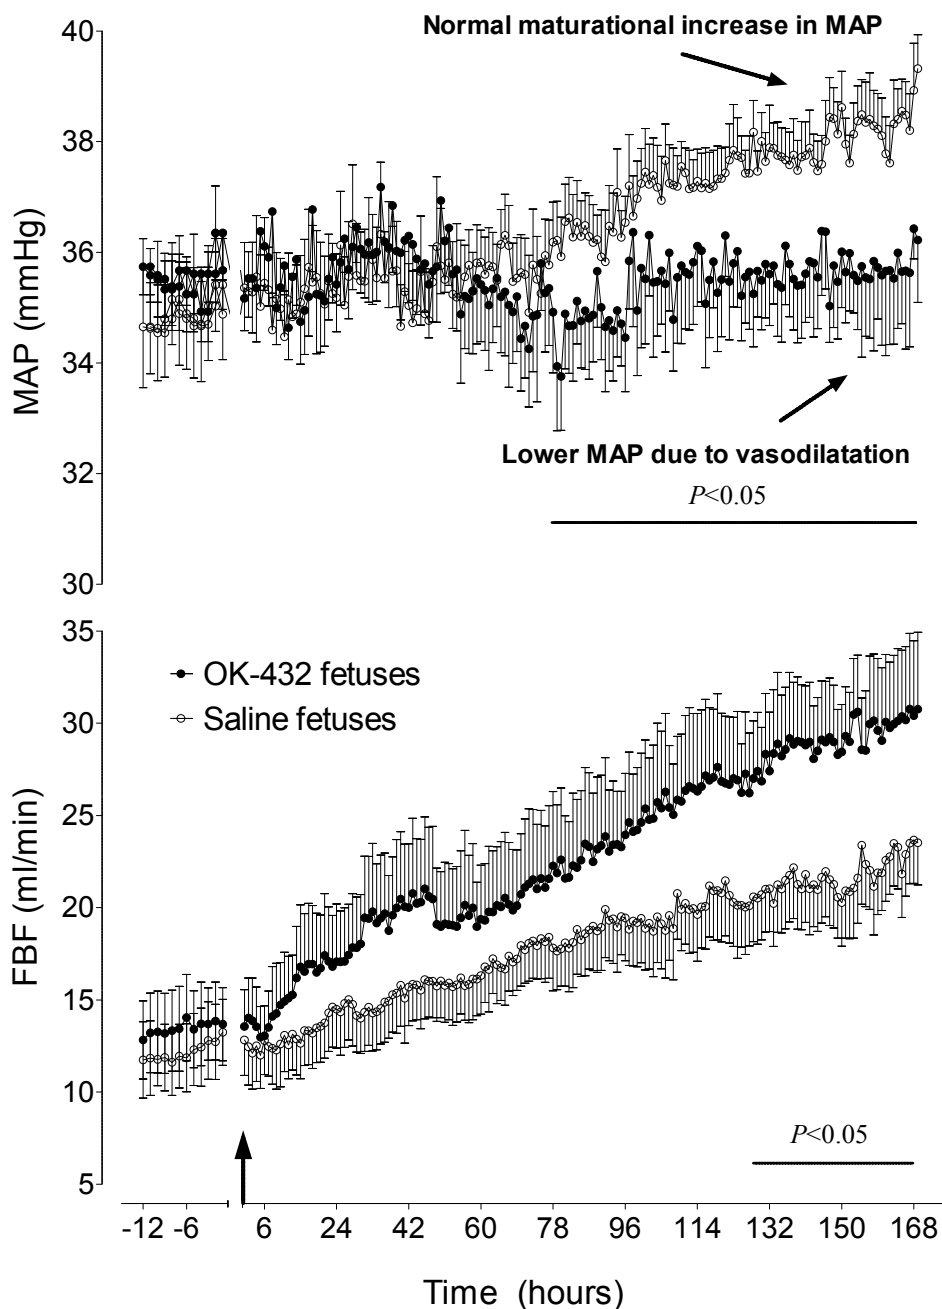 Normal maturational increase in MAP
40
38
36
34
32
30
MAP (mmHg)
Lower MAP due to vasodilatation
P<0.05
35
30
25
20
15
10
5
FBF (ml/min)
OK-432 fetuses
Saline fetuses
P<0.05
-12 -6 6 24 42 60 78 96 114 132 150 168
Time (hours)